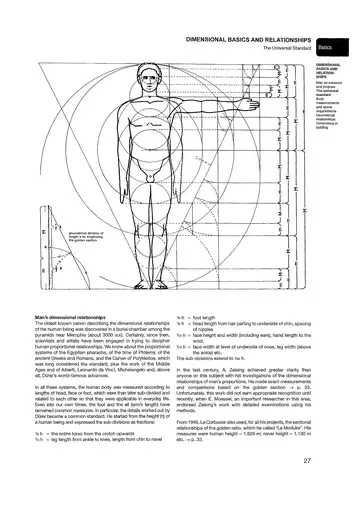 DIMENSIONAL BASICS AND RELATIONSHIPS
The Universal Standard
Basics
DIMENSIONAL
BASICS AND
RELATION-
SHIPS
Man as measure
and purpose
The universal
standard
Body
measurements
and space
requirements
Geometrical
relationships
Dimensions in
building
geometrical division of
length a by employing
the golden section
Man's dimensional relationships
The oldest known canon describing the dimensional relationships
of the human being was discovered in a burial chamber among the
pyramids near Memphis (about 3000 BCE). Certainly, since then,
scientists and artists have been engaged in trying to decipher
human proportional relationships. We know about the proportional
systems of the Egyptian pharaohs, of the time of Ptolemy, of the
ancient Greeks and Romans, and the Canon of Polykleitos, which
was long considered the standard, plus the work of the Middle
Ages and of Alberti, Leonardo da Vinci, Michelangelo and, above
all, Dürer's world-famous advances.
In all these systems, the human body was measured according to
lengths of head, face or foot, which were then later sub-divided and
related to each other so that they were applicable in everyday life.
Even into our own times, the foot and the ell (arm's length) have
remained common measures. In particular, the details worked out by
Dürer became a common standard. He started from the height (h) of
a human being and expressed the sub-divisions as fractions:
h = the entire torso from the crotch upwards
h = leg length from ankle to knee, length from chin to navel
h = foot length
h = head length from hair parting to underside of chin, spacing
of nipples
h = face height and width (including ears), hand length to the
wrist,
h = face width at level of underside of nose, leg width (above
the ankle) etc.
The sub-divisions extend to h.
In the last century, A. Zeising achieved greater clarity than
anyone on this subject with his investigations of the dimensional
relationships of man's proportions. He made exact measurements
and comparisons based on the golden section → p. 33.
Unfortunately, this work did not earn appropriate recognition until
recently, when E. Moessel, an important researcher in this area,
endorsed Zeising's work with detailed examinations using his
methods.
From 1945, Le Corbusier also used, for all his projects, the sectional
relationships of the golden ratio, which he called 'Le Modulor'. His
measures were human height = 1.829 m; navel height = 1.130 m
etc. → p. 33.
27